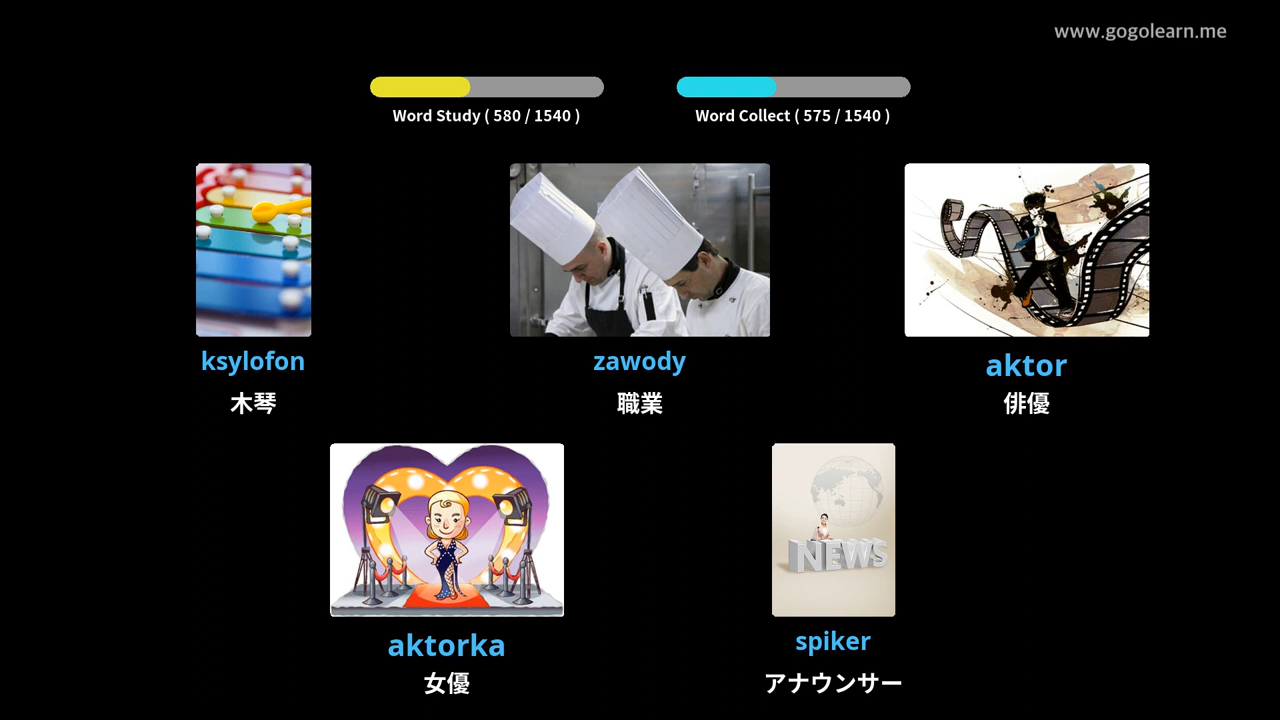 www.gogolearn.me
Word Study ( 580 / 1540 )
Word Collect ( 575 / 1540 )
ksylofon
木琴
zawody
職業
aktor
俳優
NEWS
aktorka
女優
spiker
アナウンサー